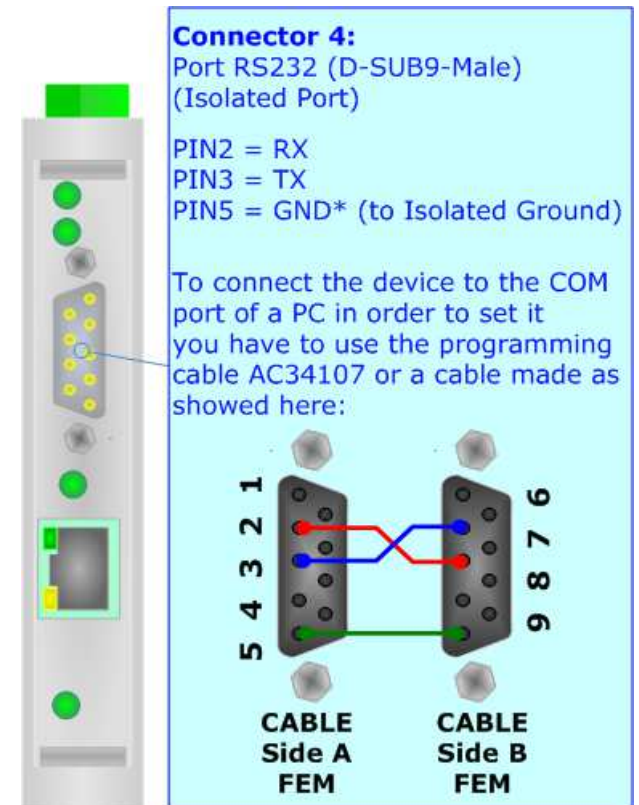 Connector 4:
Port RS232 (D-SUB9-Male)
(Isolated Port)
PIN2 = RX
PIN3 = TX
PIN5 = GND* (to Isolated Ground)
To connect the device to the COM
port of a PC in order to set it
you have to use the programming
cable AC34107 or a cable made as
showed here:
1
2
3
4
5
6
7
8
9
CABLE
Side A
FEM
CABLE
Side B
FEM